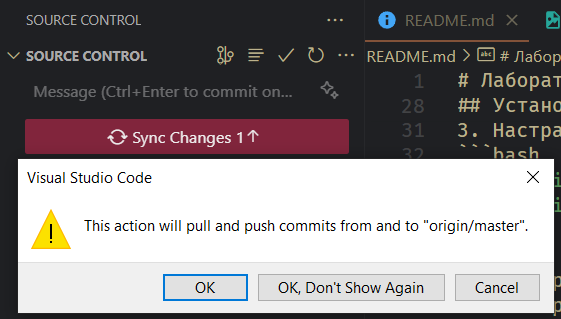 SOURCE CONTROL
README.md
SOURCE CONTROL
README.md > # Лабор
Message (Ctrl+Enter to commit on...
1 # Лаборат
28 ## Устано
31 3. Настра
32 ```bash
Sync Changes 1↑
Visual Studio Code
This action will pull and push commits from and to "origin/master".
OK
OK, Don't Show Again
Cancel